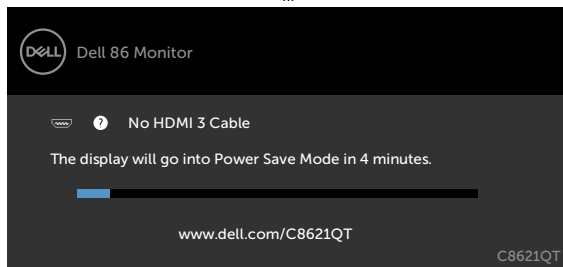 ...
DELL
Dell 86 Monitor
? No HDMI 3 Cable
The display will go into Power Save Mode in 4 minutes.
www.dell.com/C8621QT
C8621QT